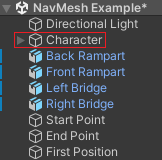 NavMesh Example*
Directional Light
Character
Back Rampart
Front Rampart
Left Bridge
Right Bridge
Start Point
End Point
First Position